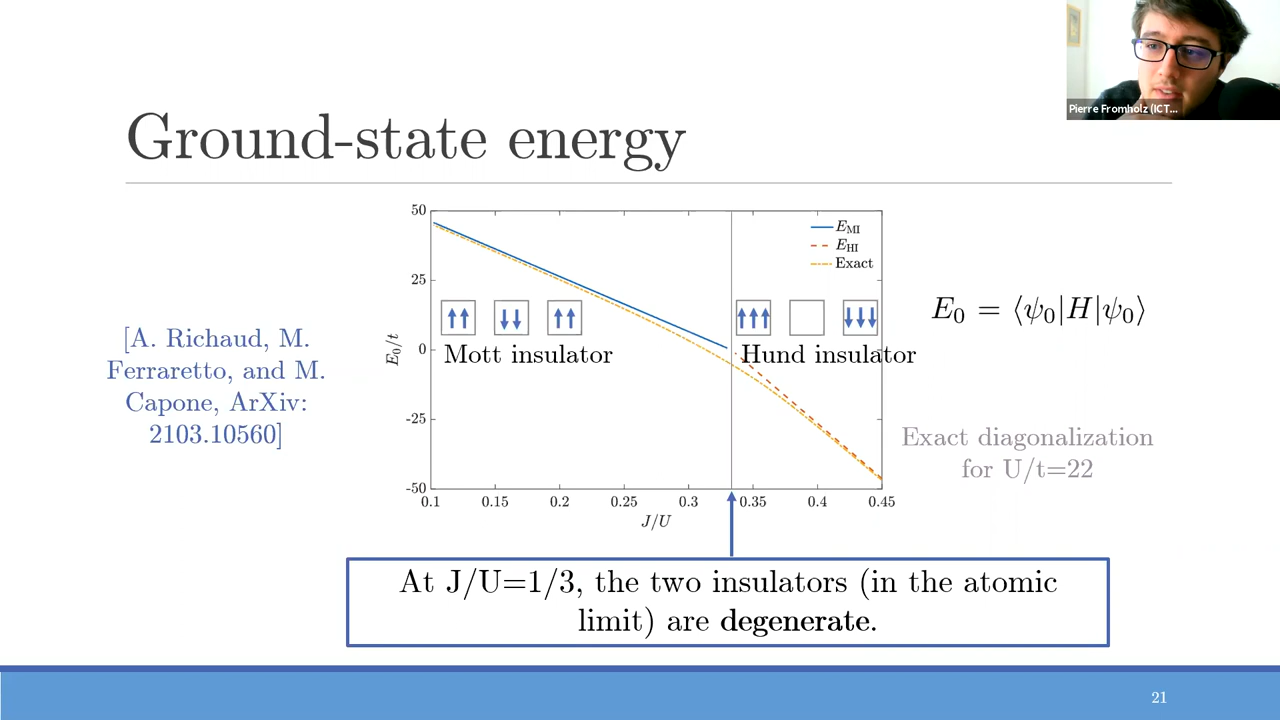 Pierre Fromholz (ICT...
Ground-state energy
[A. Richaud, M.
Ferraretto, and M.
Capone, ArXiv:
2103.10560]
50
25
0
-25
-50
E₀/t
E_MI
E_HI
Exact
Mott insulator
Hund insulator
0.1 0.15 0.2 0.25 0.3 0.35 0.4 0.45
J/U
E₀ = ⟨ψ₀|H|ψ₀⟩
Exact diagonalization
for U/t=22
At J/U=1/3, the two insulators (in the atomic
limit) are degenerate.
21